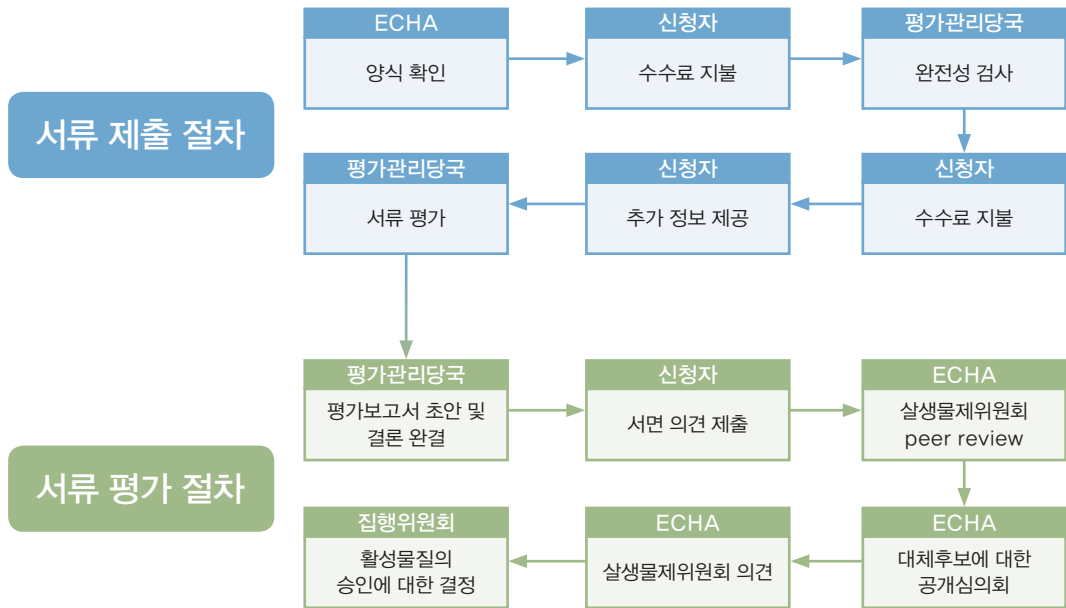 서류 제출 절차
ECHA
양식 확인
신청자
수수료 지불
평가관리당국
완전성 검사
신청자
수수료 지불
신청자
추가 정보 제공
평가관리당국
서류 평가
서류 평가 절차
평가관리당국
평가보고서 초안 및
결론 완결
신청자
서면 의견 제출
ECHA
살생물제위원회
peer review
ECHA
대체후보에 대한
공개심의회
ECHA
살생물제위원회 의견
집행위원회
활성물질의
승인에 대한 결정